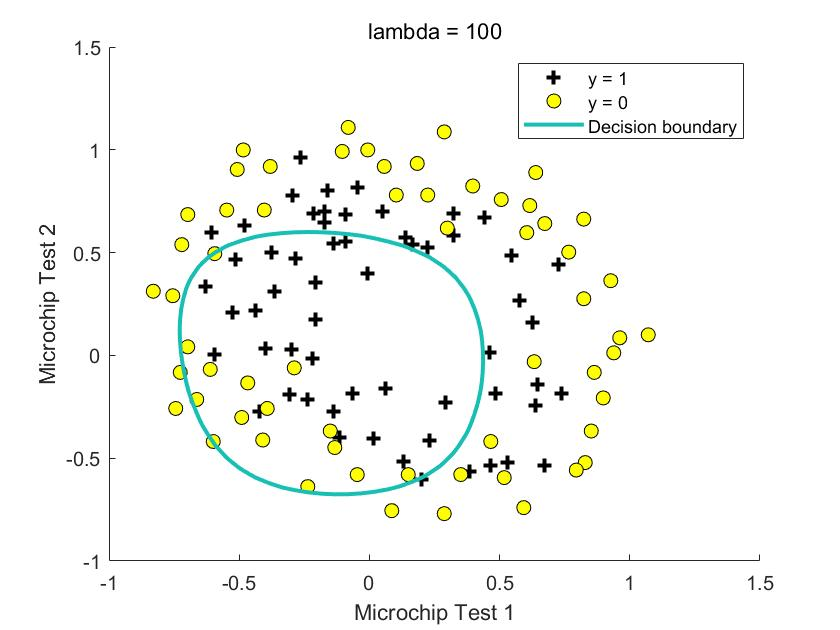 lambda = 100
y = 1
y = 0
Decision boundary
1.5
1
0.5
0
-0.5
-1
Microchip Test 2
-1
-0.5
0
0.5
1
1.5
Microchip Test 1